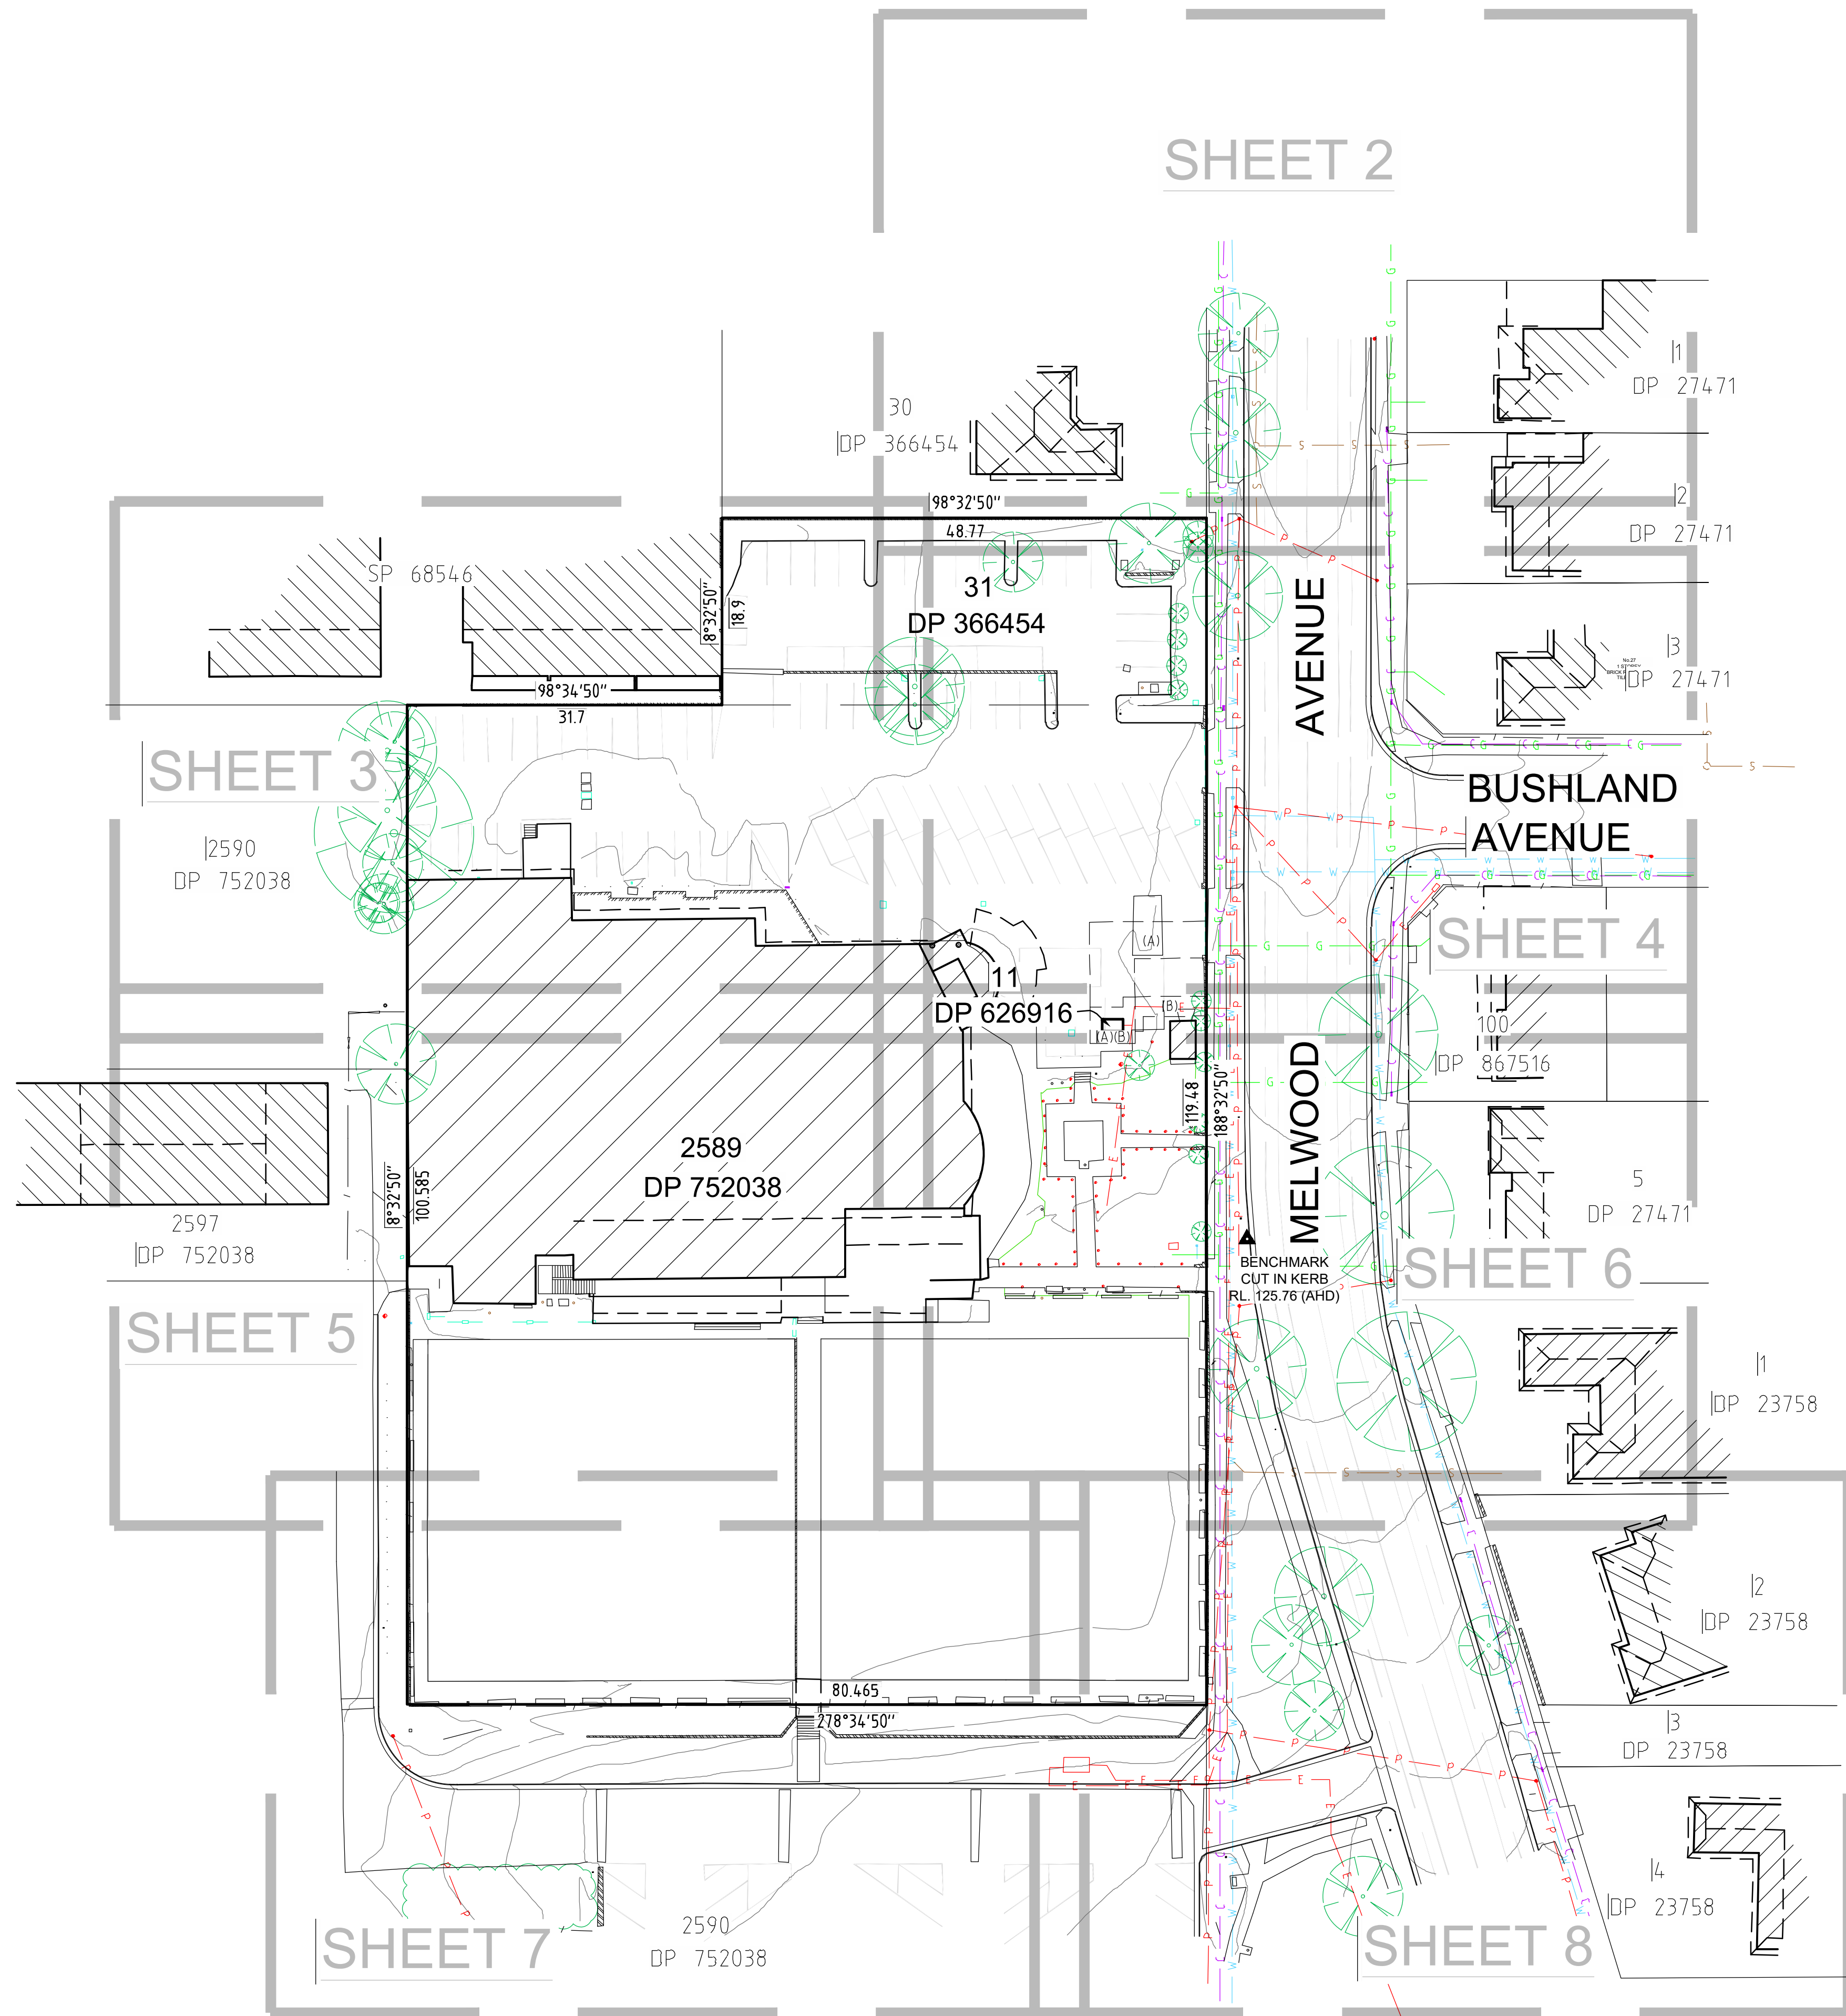 SHEET 2
30
DP 366454
1
DP 27471
2
DP 27471
98°32'50"
48.77
SP 68546
8°32'50"
18.9
31
DP 366454
AVENUE
No.27
1 STOREY
3
DP 27471
98°34'50"
31.7
SHEET 3
2590
DP 752038
BUSHLAND
AVENUE
SHEET 4
(A)
11
DP 626916
(B)
(A)(B)
100
DP 867516
119.48
188°32'50"
MELWOOD
2589
DP 752038
8°32'50"
100.585
2597
DP 752038
5
DP 27471
BENCHMARK
CUT IN KERB
RL. 125.76 (AHD)
SHEET 6
SHEET 5
1
DP 23758
2
DP 23758
80.465
278°34'50"
3
DP 23758
4
DP 23758
2590
DP 752038
SHEET 7
SHEET 8